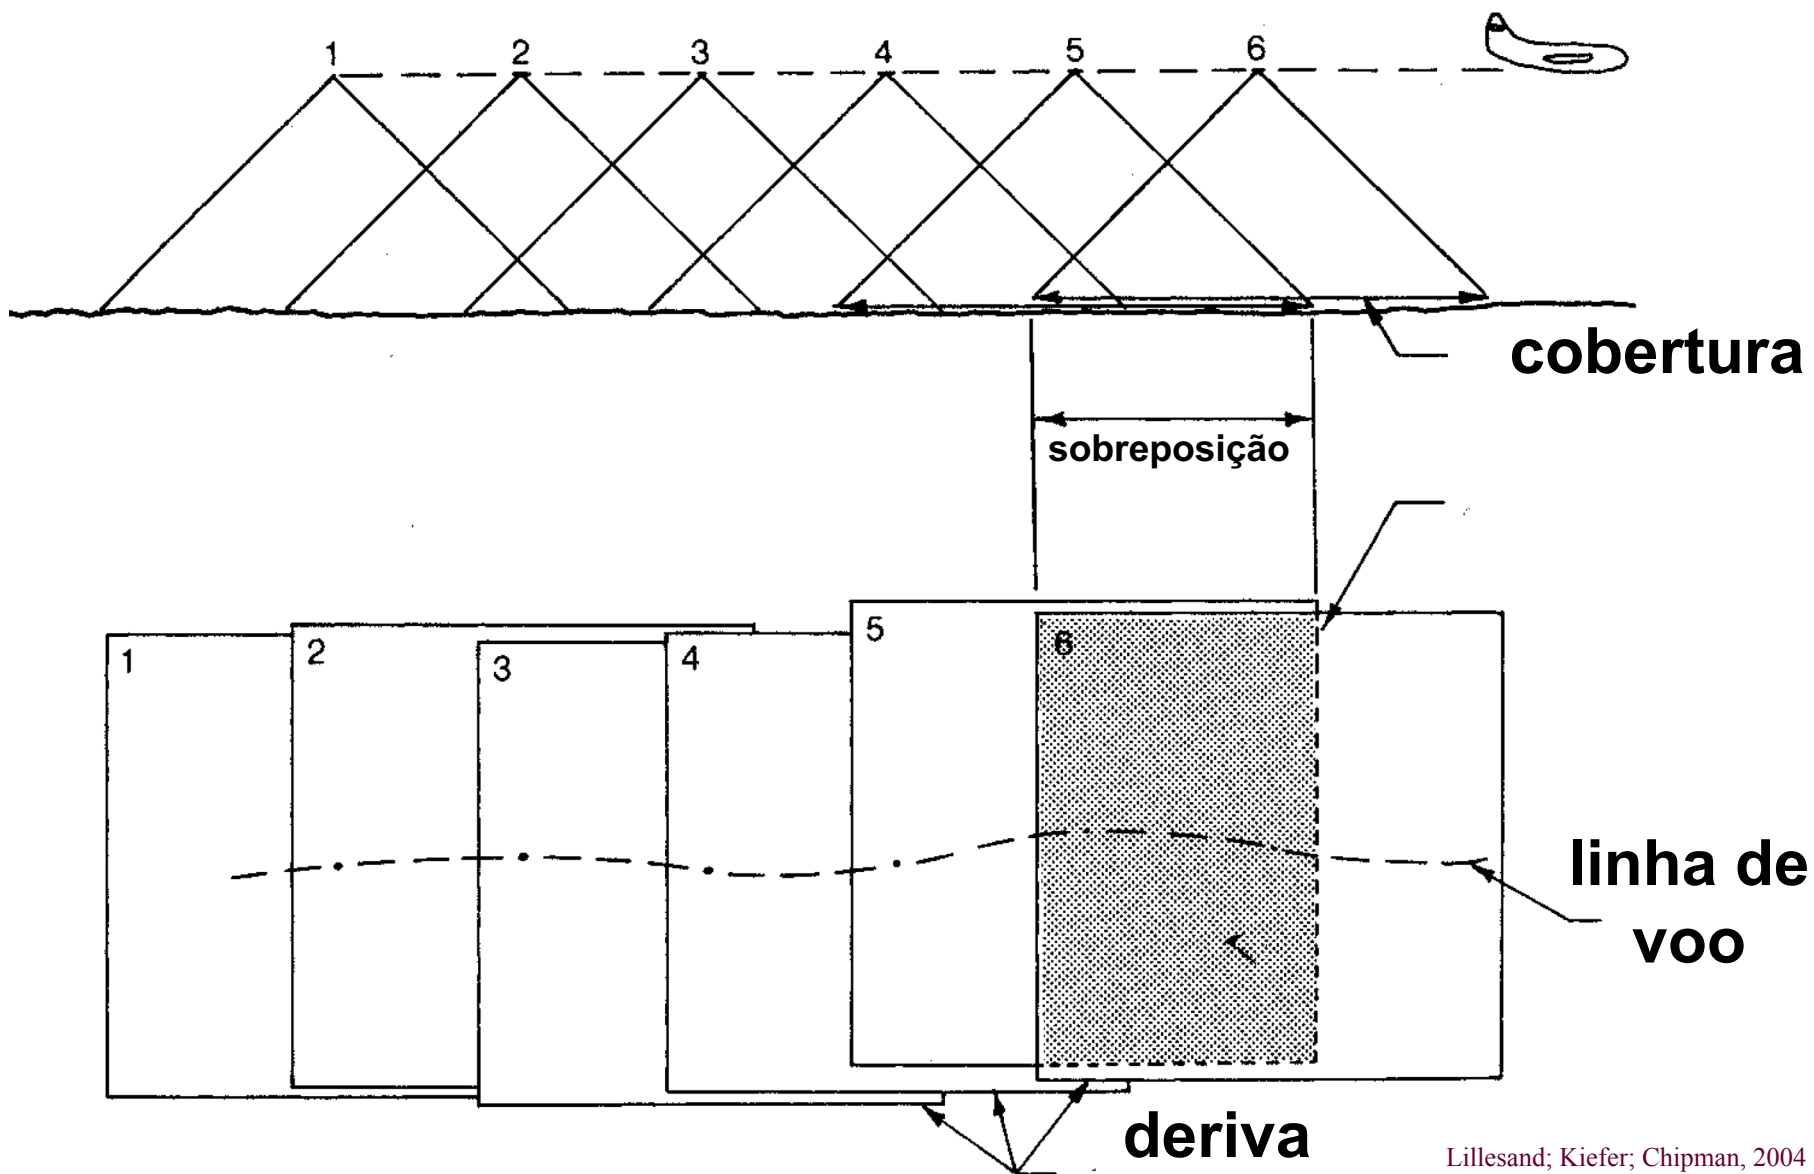 1 2 3 4 5 6
cobertura
sobreposição
1 2 3 4 5 6
linha de
voo
deriva
Lillesand; Kiefer; Chipman, 2004